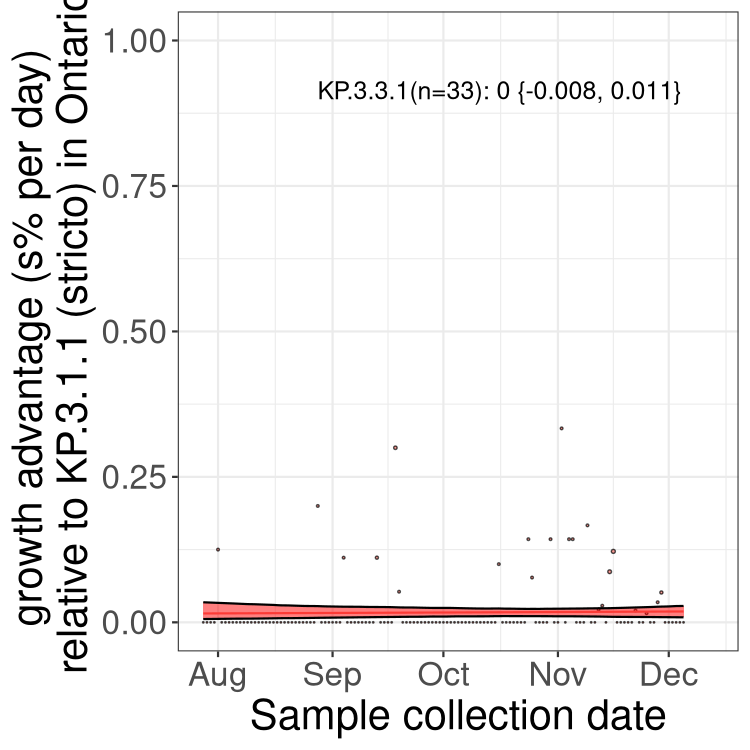 growth advantage (s% per day)
relative to KP.3.1.1 (stricto) in Ontario
1.00
0.75
0.50
0.25
0.00
KP.3.3.1(n=33): 0 {-0.008, 0.011}
Aug Sep Oct Nov Dec
Sample collection date